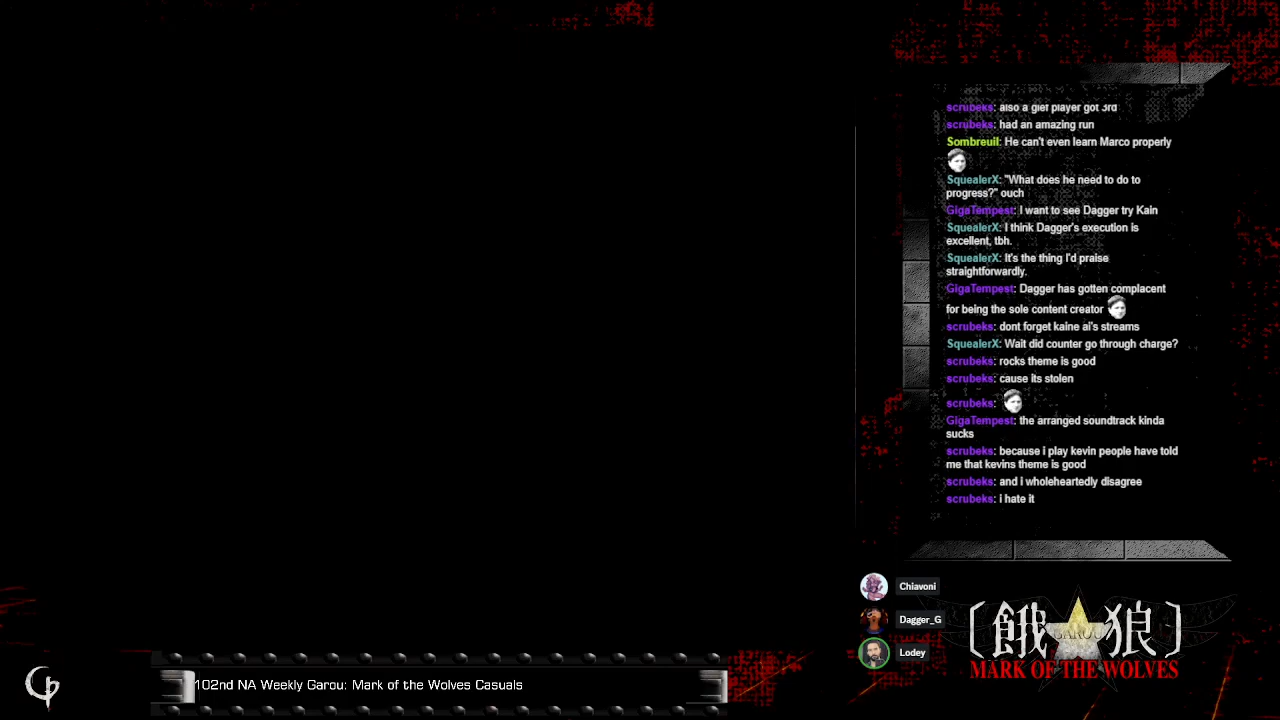 scrubeks: also a gief player got 3rd
scrubeks: had an amazing run
Sombreuil: He can't even learn Marco properly
SquealerX: "What does he need to do to
progress?" ouch
GigaTempest: I want to see Dagger try Kain
SquealerX: I think Dagger's execution is
excellent, tbh.
SquealerX: It's the thing I'd praise
straightforwardly.
GigaTempest: Dagger has gotten complacent
for being the sole content creator
scrubeks: dont forget kaine ai's streams
SquealerX: Wait did counter go through charge?
scrubeks: rocks theme is good
scrubeks: cause its stolen
scrubeks:
GigaTempest: the arranged soundtrack kinda
sucks
scrubeks: because i play kevin people have told
me that kevins theme is good
scrubeks: and i wholeheartedly disagree
scrubeks: i hate it
Chiavoni
Dagger_G
Lodey
〔餓狼〕
GAROU
MARK OF THE WOLVES
102nd NA Weekly Garou: Mark of the Wolves Casuals